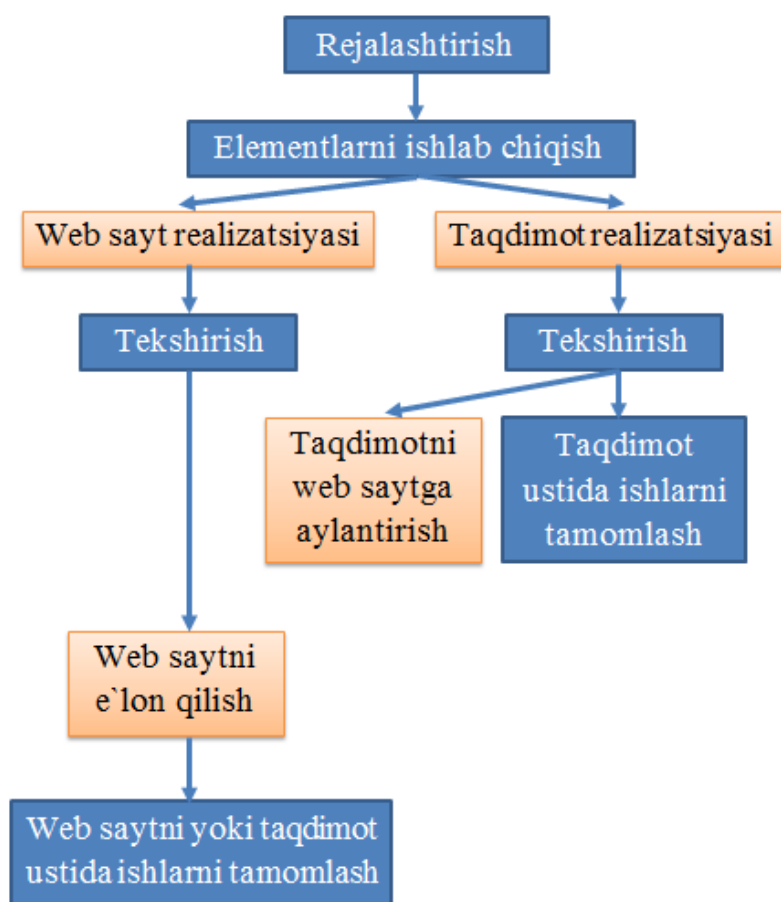 Rejalashtirish
Elementlarni ishlab chiqish
Web sayt realizatsiyasi
Taqdimot realizatsiyasi
Tekshirish
Tekshirish
Taqdimotni
web saytga
aylantirish
Taqdimot
ustida ishlarni
tamomlash
Web saytni
e`lon qilish
Web saytni yoki taqdimot
ustida ishlarni tamomlash